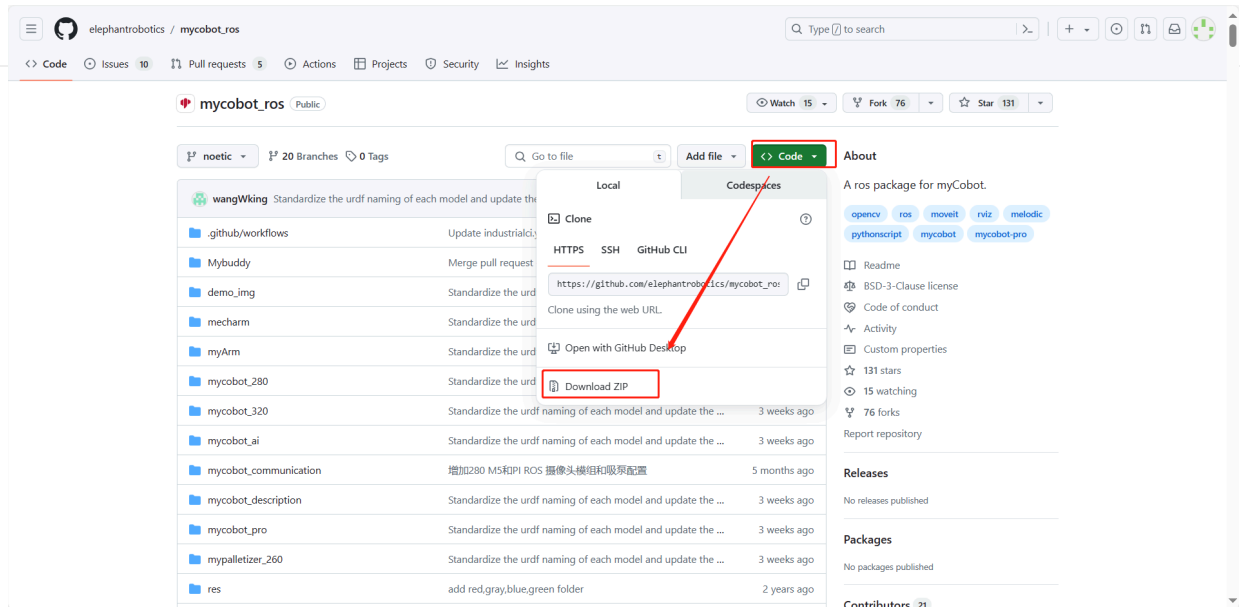 elephantrobotics / mycobot_ros
Type / to search
Code Issues 10 Pull requests 5 Actions Projects Security Insights
mycobot_ros Public
Watch 15 Fork 76 Star 131
noetic 20 Branches 0 Tags Go to file t Add file <> Code
About
A ros package for myCobot.
opencv ros moveit rviz melodic
pythonscript mycobot mycobot-pro
Readme
BSD-3-Clause license
Code of conduct
Activity
Custom properties
131 stars
15 watching
76 forks
Report repository
Releases
No releases published
Packages
No packages published
Contributors 21
Local Codespaces
Clone
HTTPS SSH GitHub CLI
https://github.com/elephantrobotics/mycobot_ro
Clone using the web URL.
Open with GitHub Desktop
Download ZIP
wangWking Standardize the urdf naming of each model and update the
.github/workflows Update industrialci.y
Mybuddy Merge pull request
demo_img Standardize the urd
mecharm Standardize the urd
myArm Standardize the urd
mycobot_280 Standardize the urd
mycobot_320 Standardize the urdf naming of each model and update the ... 3 weeks ago
mycobot_ai Standardize the urdf naming of each model and update the ... 3 weeks ago
mycobot_communication 增加280 M5和PI ROS 摄像头模组和吸泵配置 5 months ago
mycobot_description Standardize the urdf naming of each model and update the ... 3 weeks ago
mycobot_pro Standardize the urdf naming of each model and update the ... 3 weeks ago
mypalletizer_260 Standardize the urdf naming of each model and update the ... 3 weeks ago
res add red,gray,blue,green folder 2 years ago